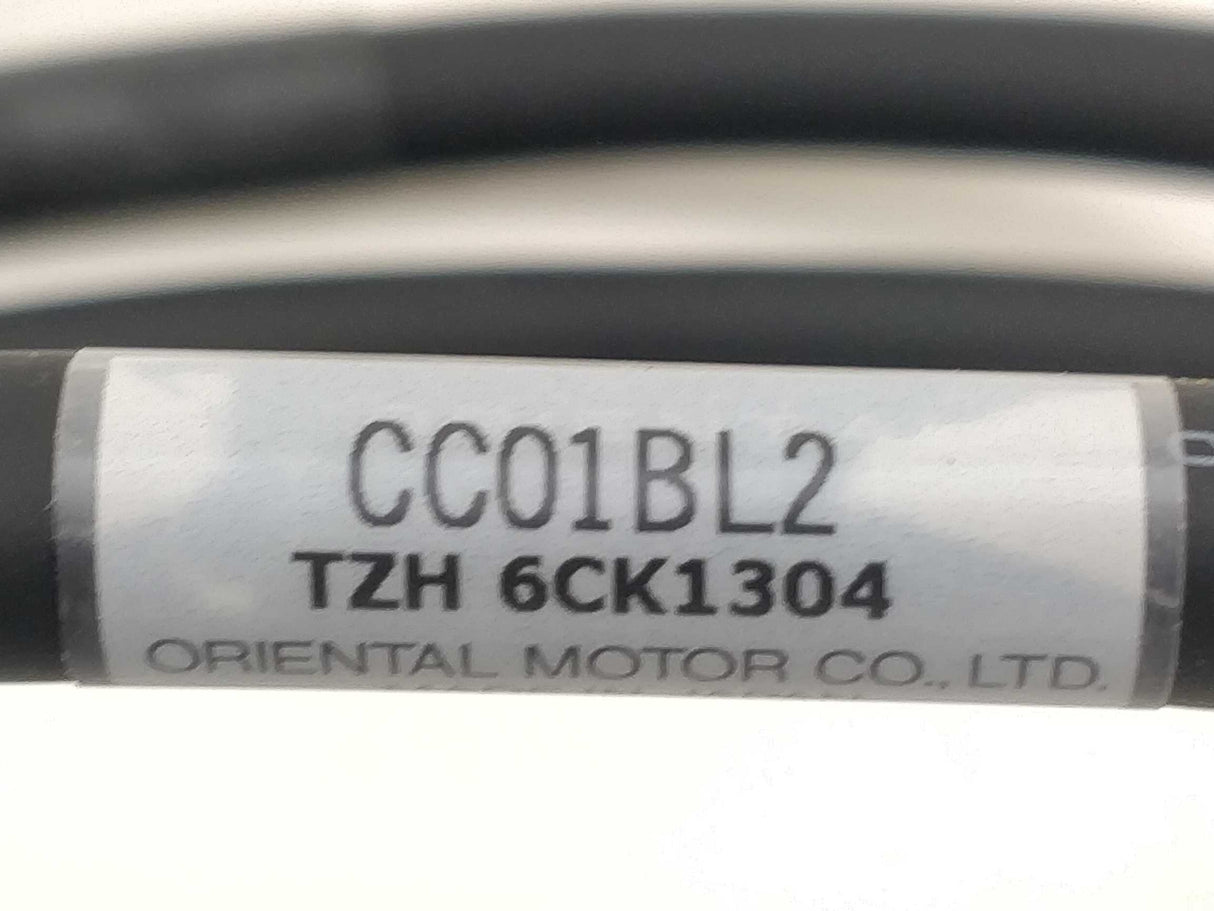 CC01BL2
TZH 6CK1304
ORIENTAL MOTOR CO., LTD.